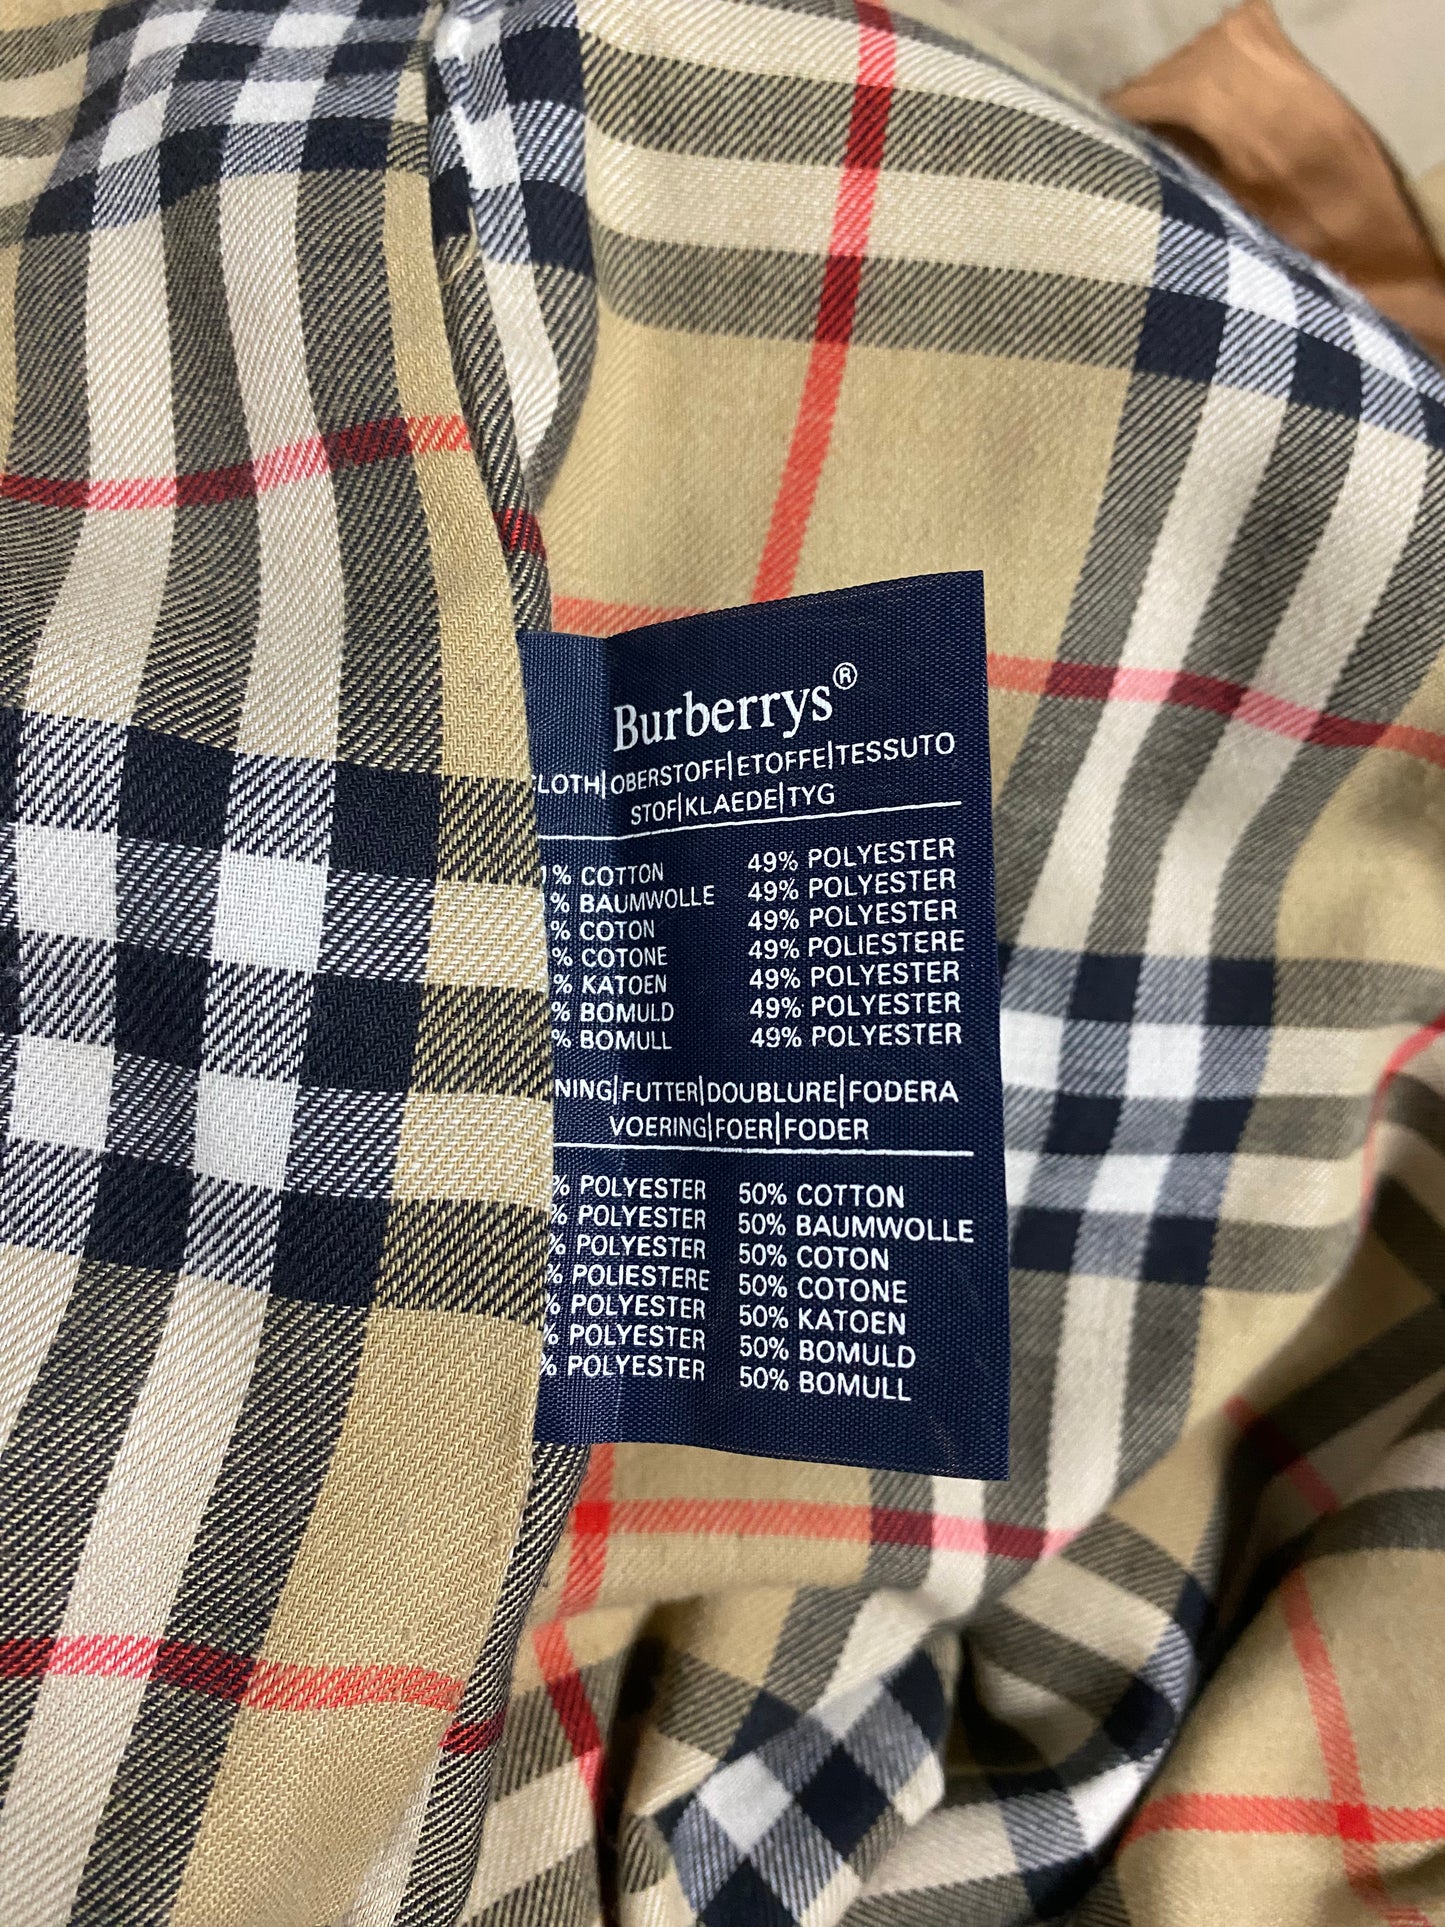 Burberrys®
CLOTH|OBERSTOFF|ETOFFE|TESSUTO
STOF|KLAEDE|TYG
% COTTON 49% POLYESTER
% BAUMWOLLE 49% POLYESTER
% COTON 49% POLYESTER
% COTONE 49% POLIESTERE
% KATOEN 49% POLYESTER
% BOMULD 49% POLYESTER
% BOMULL 49% POLYESTER
NING|FUTTER|DOUBLURE|FODERA
VOERING|FOER|FODER
% POLYESTER 50% COTTON
% POLYESTER 50% BAUMWOLLE
% POLYESTER 50% COTON
% POLIESTERE 50% COTONE
% POLYESTER 50% KATOEN
% POLYESTER 50% BOMULD
% POLYESTER 50% BOMULL